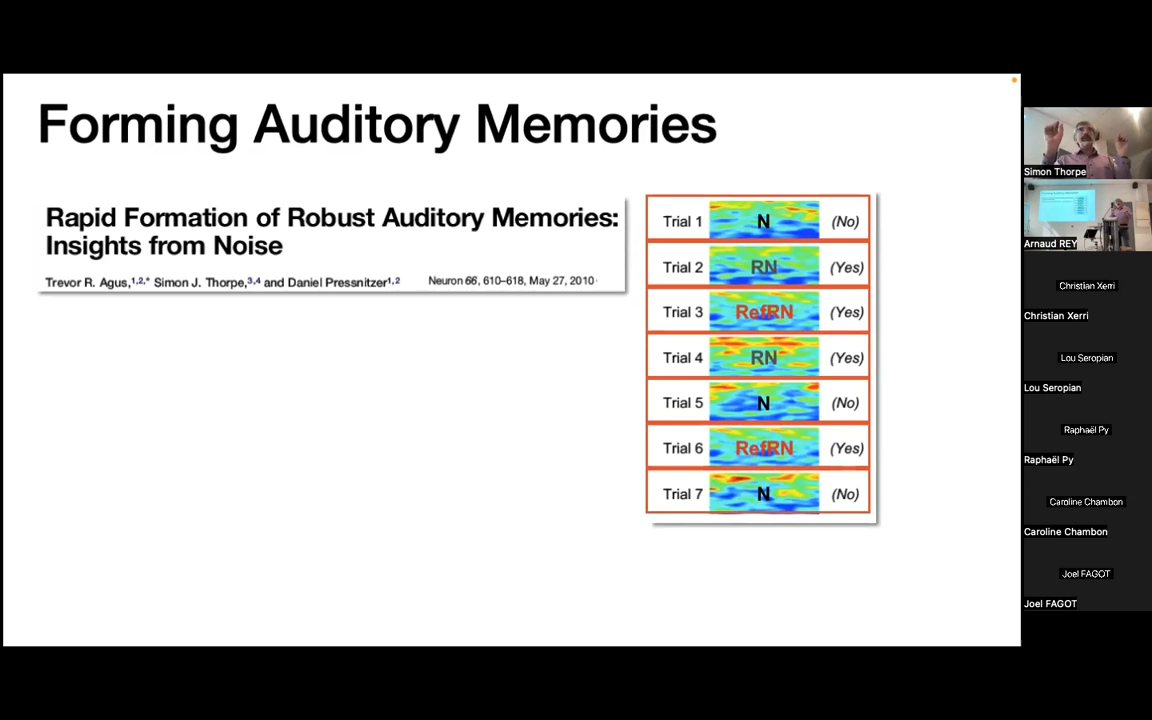 Forming Auditory Memories
Rapid Formation of Robust Auditory Memories:
Insights from Noise
Trevor R. Agus,1,2,* Simon J. Thorpe,3,4 and Daniel Pressnitzer1,2 Neuron 66, 610–618, May 27, 2010
Trial 1 N (No)
Trial 2 RN (Yes)
Trial 3 RefRN (Yes)
Trial 4 RN (Yes)
Trial 5 N (No)
Trial 6 RefRN (Yes)
Trial 7 N (No)
Simon Thorpe
Arnaud REY
Christian Xerri
Christian Xerri
Lou Seropian
Lou Seropian
Raphaël Py
Raphaël Py
Caroline Chambon
Caroline Chambon
Joel FAGOT
Joel FAGOT